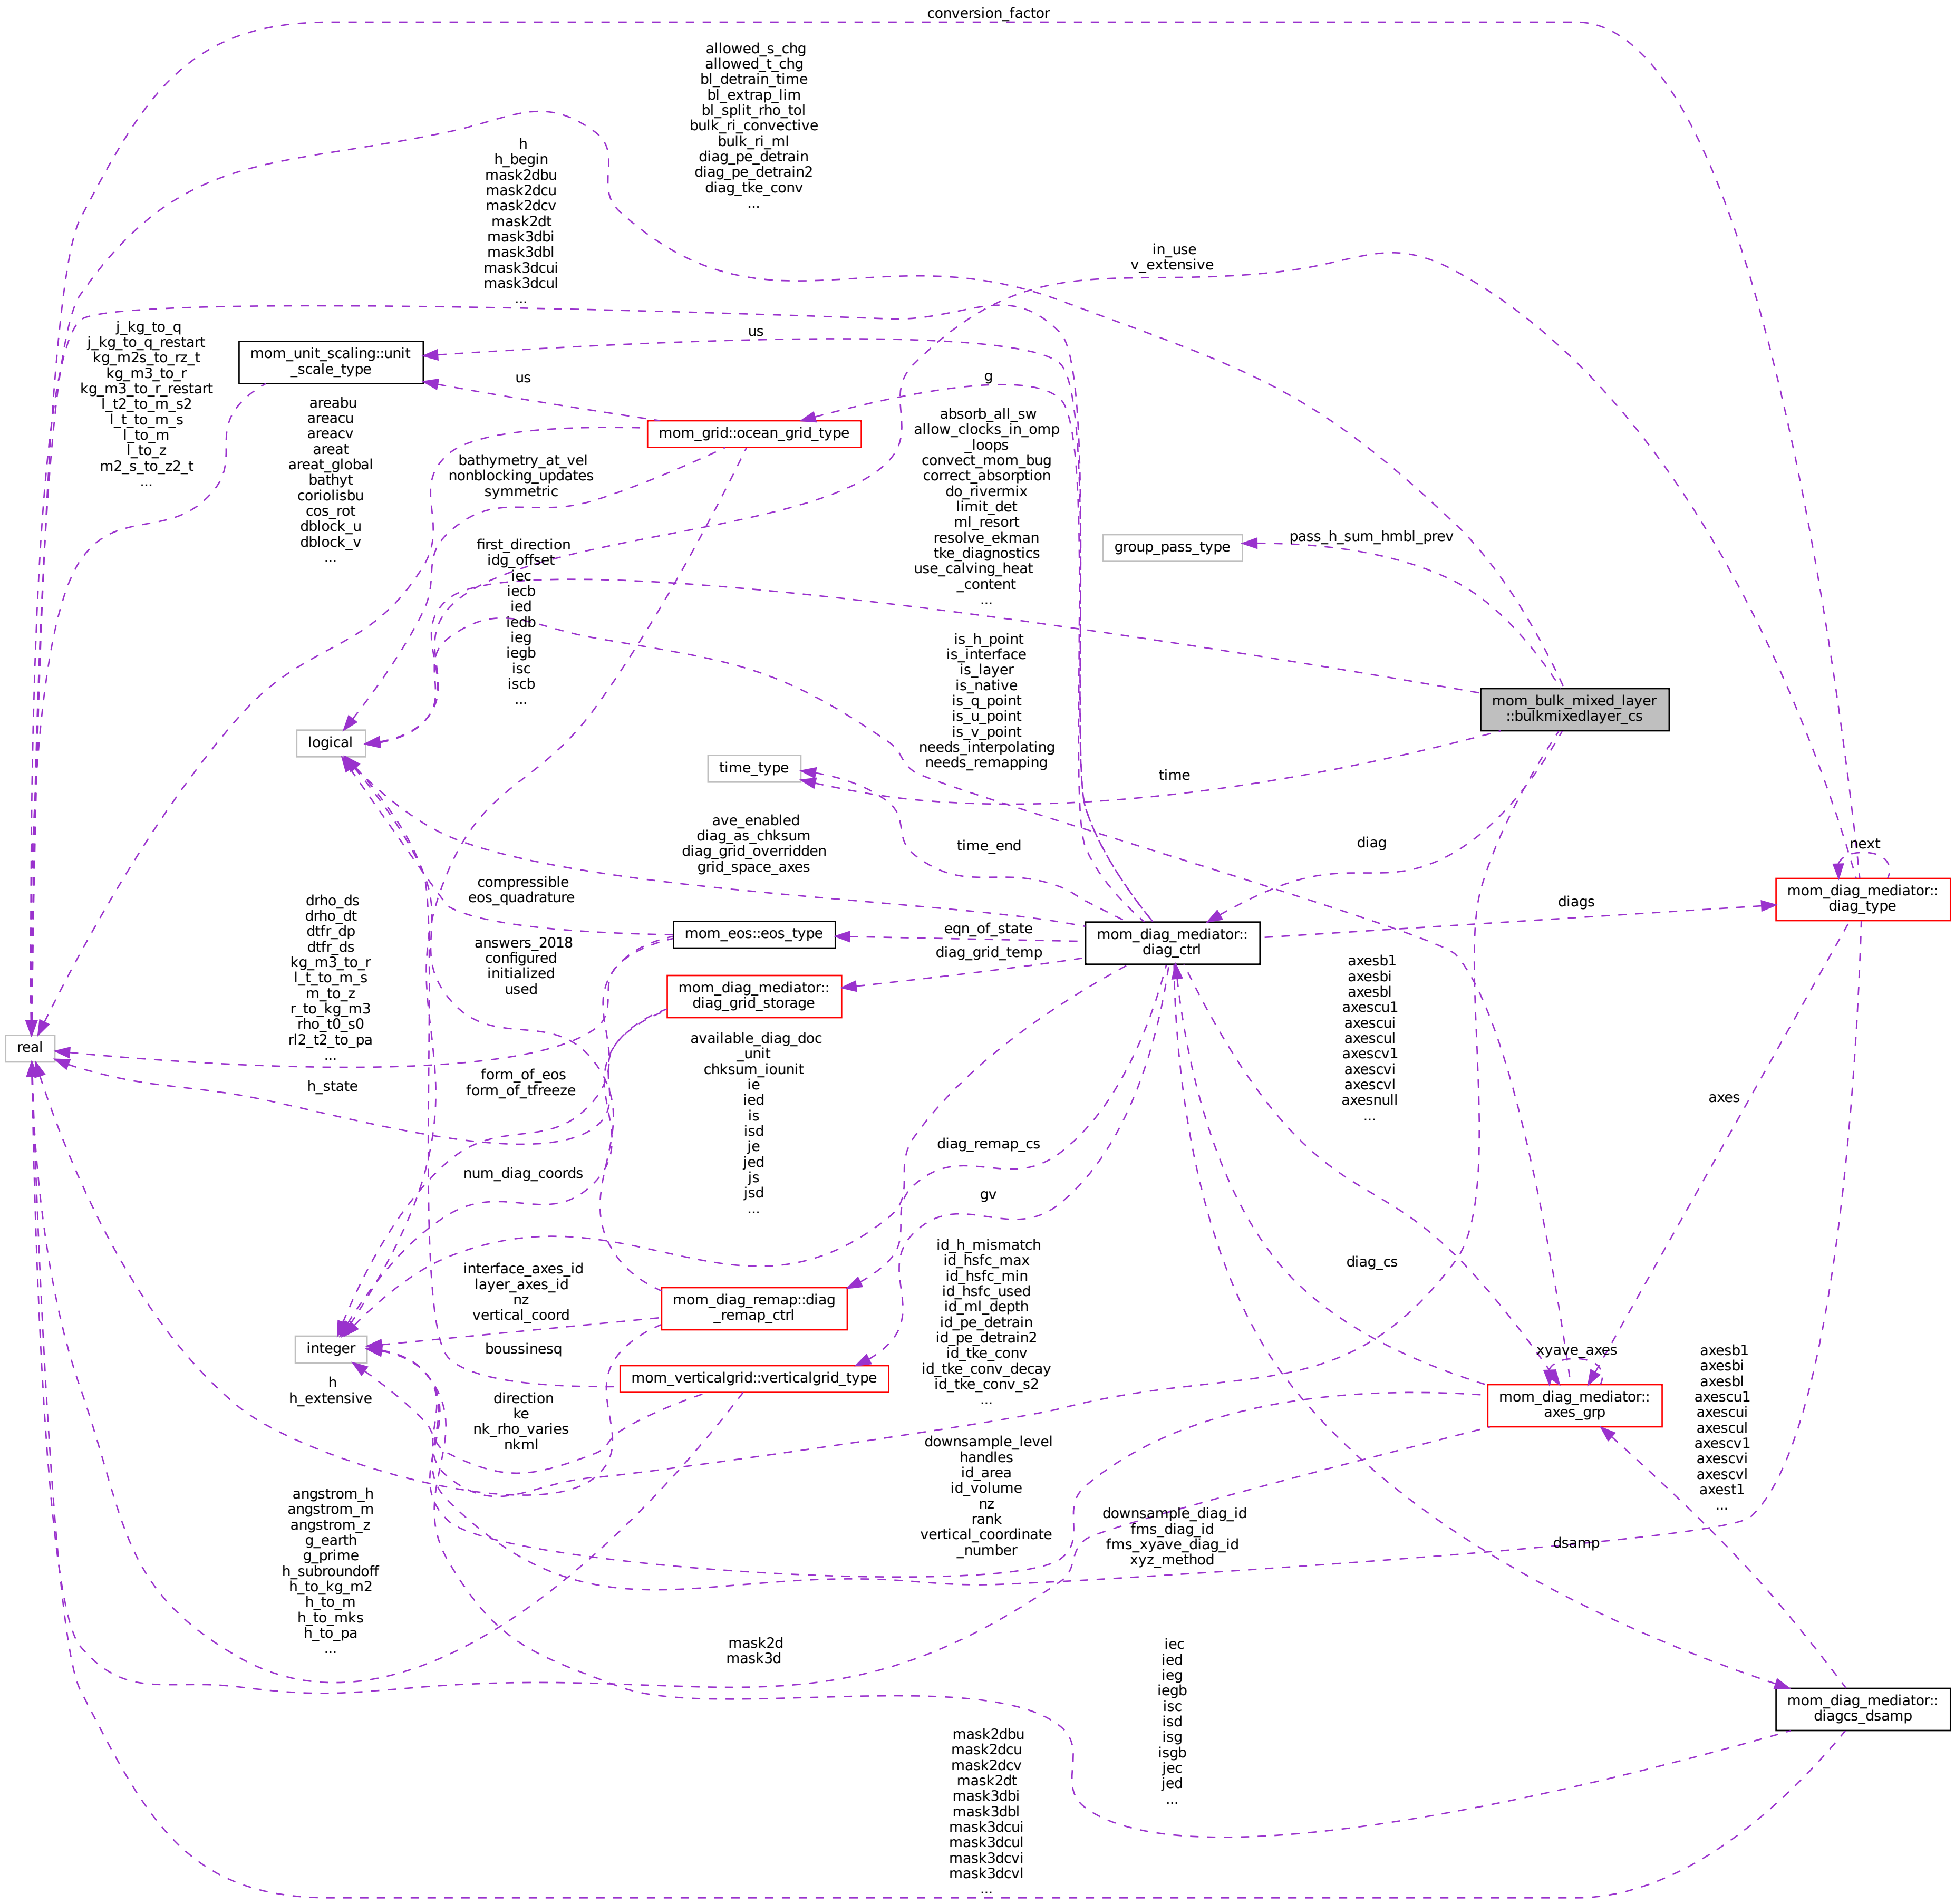 conversion_factor
allowed_s_chg
allowed_t_chg
bl_detrain_time
bl_extrap_lim
bl_split_rho_tol
bulk_ri_convective
bulk_ri_ml
diag_pe_detrain
diag_pe_detrain2
diag_tke_conv
...
h
h_begin
mask2dbu
mask2dcu
mask2dcv
mask2dt
mask3dbi
mask3dbl
mask3dcui
mask3dcul
...
in_use
v_extensive
j_kg_to_q
j_kg_to_q_restart
kg_m2s_to_rz_t
kg_m3_to_r
kg_m3_to_r_restart
l_t2_to_m_s2
l_t_to_m_s
l_to_m
l_to_z
m2_s_to_z2_t
...
mom_unit_scaling::unit
_scale_type
us
us
g
areabu
areacu
areacv
areat
areat_global
bathyt
coriolisbu
cos_rot
dblock_u
dblock_v
...
mom_grid::ocean_grid_type
bathymetry_at_vel
nonblocking_updates
symmetric
absorb_all_sw
allow_clocks_in_omp
_loops
convect_mom_bug
correct_absorption
do_rivermix
limit_det
ml_resort
resolve_ekman
tke_diagnostics
use_calving_heat
_content
...
group_pass_type
pass_h_sum_hmbl_prev
first_direction
idg_offset
iec
iecb
ied
iedb
ieg
iegb
isc
iscb
...
is_h_point
is_interface
is_layer
is_native
is_q_point
is_u_point
is_v_point
needs_interpolating
needs_remapping
mom_bulk_mixed_layer
::bulkmixedlayer_cs
logical
time_type
time
ave_enabled
diag_as_chksum
diag_grid_overridden
grid_space_axes
time_end
diag
next
mom_diag_mediator::
diag_type
compressible
eos_quadrature
drho_ds
drho_dt
dtfr_dp
dtfr_ds
kg_m3_to_r
l_t_to_m_s
m_to_z
r_to_kg_m3
rho_t0_s0
rl2_t2_to_pa
...
mom_eos::eos_type
eqn_of_state
mom_diag_mediator::
diag_ctrl
diags
answers_2018
configured
initialized
used
diag_grid_temp
mom_diag_mediator::
diag_grid_storage
axesb1
axesbi
axesbl
axescu1
axescui
axescul
axescv1
axescvi
axescvl
axesnull
...
real
h_state
form_of_eos
form_of_tfreeze
available_diag_doc
_unit
chksum_iounit
ie
ied
is
isd
je
jed
js
jsd
...
axes
num_diag_coords
diag_remap_cs
gv
id_h_mismatch
id_hsfc_max
id_hsfc_min
id_hsfc_used
id_ml_depth
id_pe_detrain
id_pe_detrain2
id_tke_conv
id_tke_conv_decay
id_tke_conv_s2
...
diag_cs
interface_axes_id
layer_axes_id
nz
vertical_coord
mom_diag_remap::diag
_remap_ctrl
integer
boussinesq
xyave_axes
h
h_extensive
mom_verticalgrid::verticalgrid_type
mom_diag_mediator::
axes_grp
axesb1
axesbi
axesbl
axescu1
axescui
axescul
axescv1
axescvi
axescvl
axest1
...
direction
ke
nk_rho_varies
nkml
downsample_level
handles
id_area
id_volume
nz
rank
vertical_coordinate
_number
angstrom_h
angstrom_m
angstrom_z
g_earth
g_prime
h_subroundoff
h_to_kg_m2
h_to_m
h_to_mks
h_to_pa
...
downsample_diag_id
fms_diag_id
fms_xyave_diag_id
xyz_method
dsamp
mask2d
mask3d
iec
ied
ieg
iegb
isc
isd
isg
isgb
jec
jed
...
mom_diag_mediator::
diagcs_dsamp
mask2dbu
mask2dcu
mask2dcv
mask2dt
mask3dbi
mask3dbl
mask3dcui
mask3dcul
mask3dcvi
mask3dcvl
...